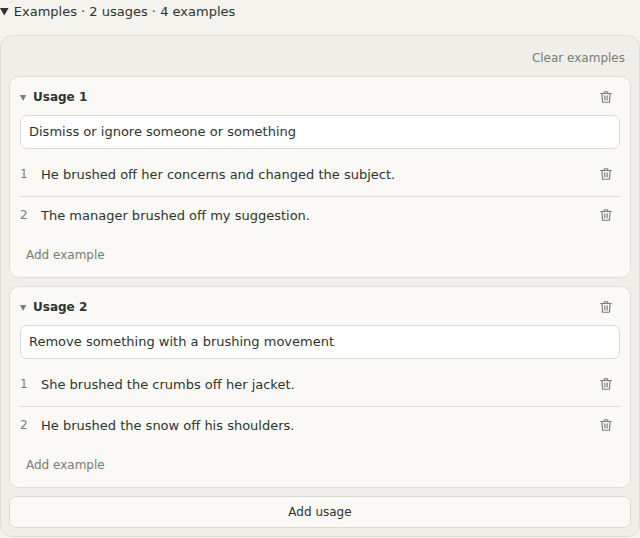 Examples · 2 usages · 4 examples
Clear examples
Usage 1
Dismiss or ignore someone or something
1 He brushed off her concerns and changed the subject.
2 The manager brushed off my suggestion.
Add example
Usage 2
Remove something with a brushing movement
1 She brushed the crumbs off her jacket.
2 He brushed the snow off his shoulders.
Add example
Add usage